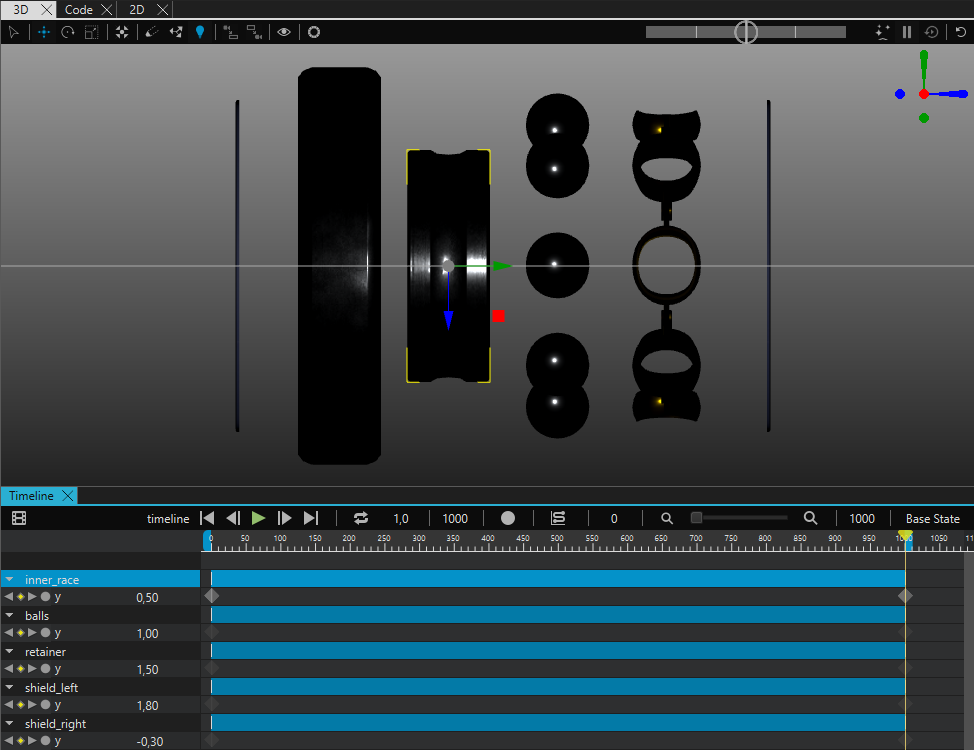 3D Code 2D
Timeline
timeline 1,0 1000 0 1000 Base State
0 50 100 150 200 250 300 350 400 450 500 550 600 650 700 750 800 850 900 950 1000 1050
inner_race
y 0,50
balls
y 1,00
retainer
y 1,50
shield_left
y 1,80
shield_right
y -0,30